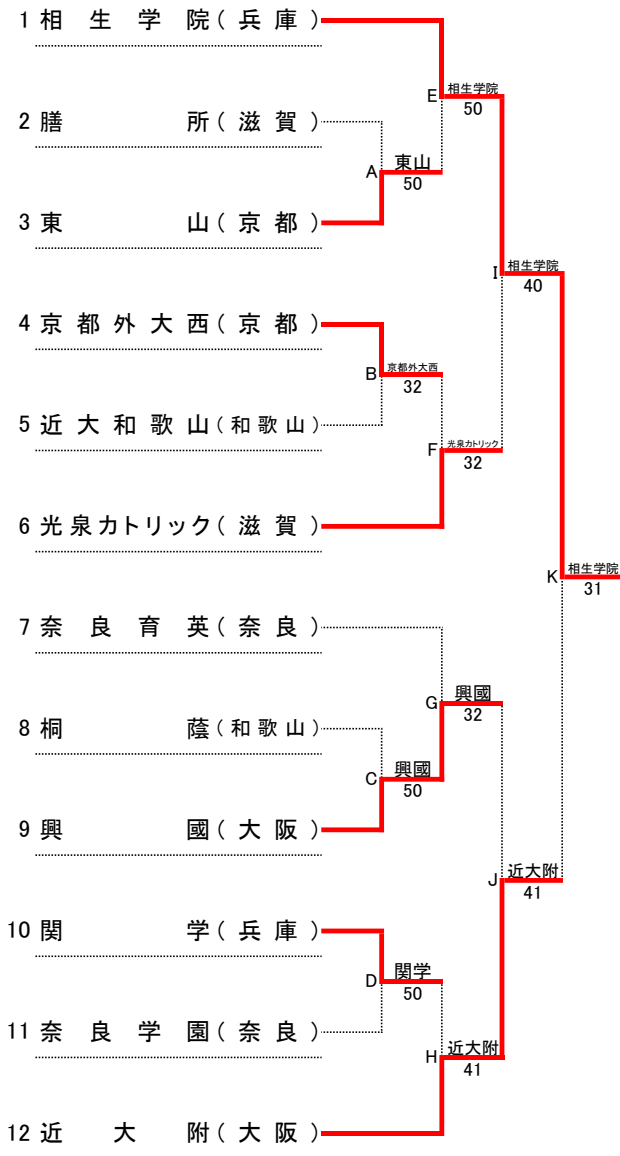 1 相生学院(兵庫)
E 相生学院
50
2 膳所(滋賀)
A 東山
50
3 東山(京都)
I 相生学院
40
4 京都外大西(京都)
B 京都外大西
32
5 近大和歌山(和歌山)
F 光泉カトリック
32
6 光泉カトリック(滋賀)
K 相生学院
31
7 奈良育英(奈良)
G 興國
32
8 桐蔭(和歌山)
C 興國
50
9 興國(大阪)
J 近大附
41
10 関学(兵庫)
D 関学
50
11 奈良学園(奈良)
H 近大附
41
12 近大附(大阪)